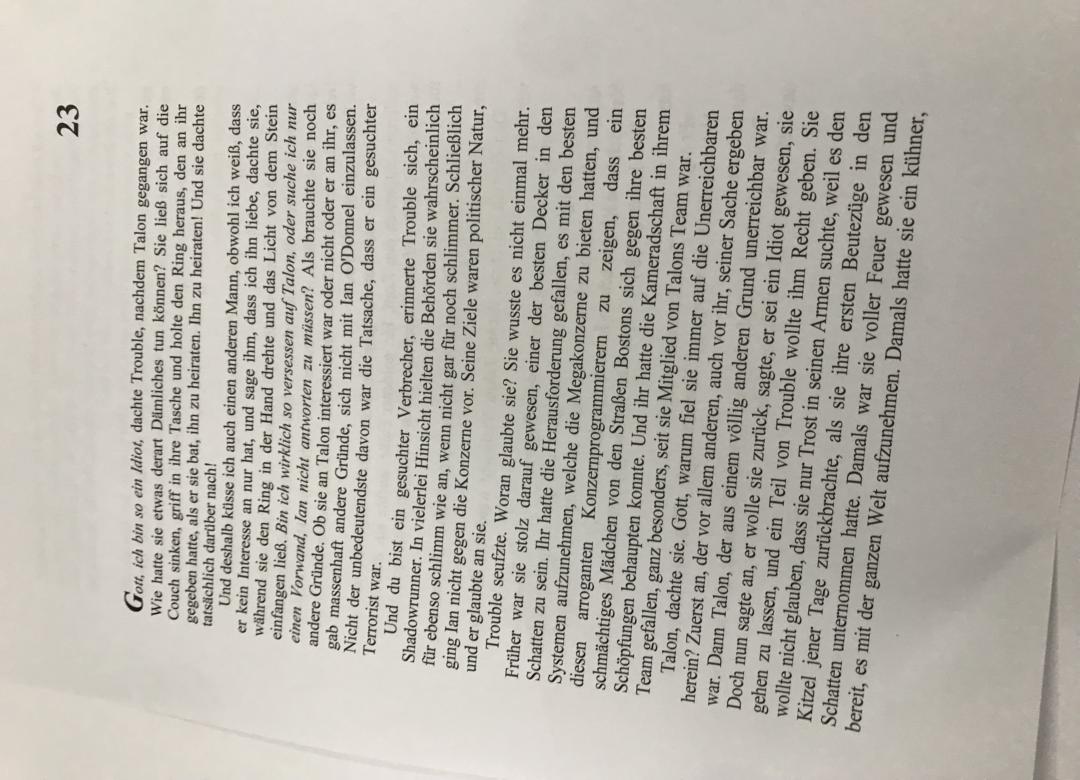 23
Gott, ich bin so ein Idiot, dachte Trouble, nachdem Talon gegangen war.
Wie hatte sie etwas derart Dämliches tun können? Sie ließ sich auf die
Couch sinken, griff in ihre Tasche und holte den Ring heraus, den an ihr
gegeben hatte, als er sie bat, ihn zu heiraten. Ihn zu heiraten! Und sie dachte
tatsächlich darüber nach!
Und deshalb küsse ich auch einen anderen Mann, obwohl ich weiß, dass
er kein Interesse an nur hat, und sage ihm, dass ich ihn liebe, dachte sie,
während sie den Ring in der Hand drehte und das Licht von dem Stein
einfangen ließ. Bin ich wirklich so versessen auf Talon, oder suche ich nur
einen Vorwand, Ian nicht antworten zu müssen? Als brauchte sie noch
andere Gründe. Ob sie an Talon interessiert war oder nicht oder er an ihr, es
gab massenhaft andere Gründe, sich nicht mit Ian O'Donnel einzulassen.
Nicht der unbedeutendste davon war die Tatsache, dass er ein gesuchter
Terrorist war.
Und du bist ein gesuchter Verbrecher, erinnerte Trouble sich, ein
Shadowrunner. In vielerlei Hinsicht hielten die Behörden sie wahrscheinlich
für ebenso schlimm wie an, wenn nicht gar für noch schlimmer. Schließlich
ging Ian nicht gegen die Konzerne vor. Seine Ziele waren politischer Natur,
und er glaubte an sie.
Trouble seufzte. Woran glaubte sie? Sie wusste es nicht einmal mehr.
Früher war sie stolz darauf gewesen, einer der besten Decker in den
Schatten zu sein. Ihr hatte die Herausforderung gefallen, es mit den besten
Systemen aufzunehmen, welche die Megakonzerne zu bieten hatten, und
diesen arroganten Konzernprogrammierern zu zeigen, dass ein
schmächtiges Mädchen von den Straßen Bostons sich gegen ihre besten
Schöpfungen behaupten konnte. Und ihr hatte die Kameradschaft in ihrem
Team gefallen, ganz besonders, seit sie Mitglied von Talons Team war.
Talon, dachte sie. Gott, warum fiel sie immer auf die Unerreichbaren
herein? Zuerst an, der vor allem anderen, auch vor ihr, seiner Sache ergeben
war. Dann Talon, der aus einem völlig anderen Grund unerreichbar war.
Doch nun sagte an, er wolle sie zurück, sagte, er sei ein Idiot gewesen, sie
gehen zu lassen, und ein Teil von Trouble wollte ihm Recht geben. Sie
wollte nicht glauben, dass sie nur Trost in seinen Armen suchte, weil es den
Kitzel jener Tage zurückbrachte, als sie ihre ersten Beutezüge in den
Schatten unternommen hatte. Damals war sie voller Feuer gewesen und
bereit, es mit der ganzen Welt aufzunehmen. Damals hatte sie ein kühner,